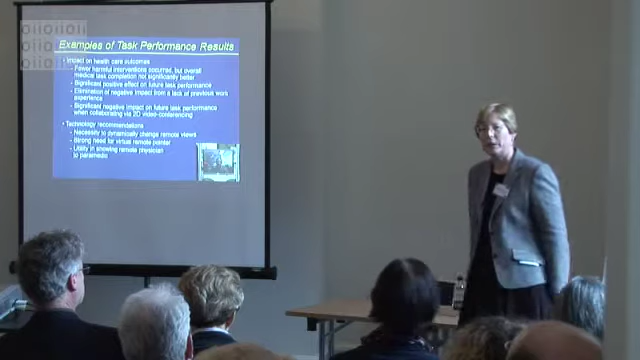 Examples of Task Performance Results
• Impact on health care outcomes
- Fewer harmful interventions occurred, but overall
medical task completion not significantly better
- Significant positive effect on future task performance
- Elimination of negative impact from a lack of previous work
experience
- Significant negative impact on future task performance
when collaborating via 2D video-conferencing
• Technology recommendations
- Necessity to dynamically change remote views
- Strong need for virtual remote pointer
- Utility in showing remote physician
to paramedic